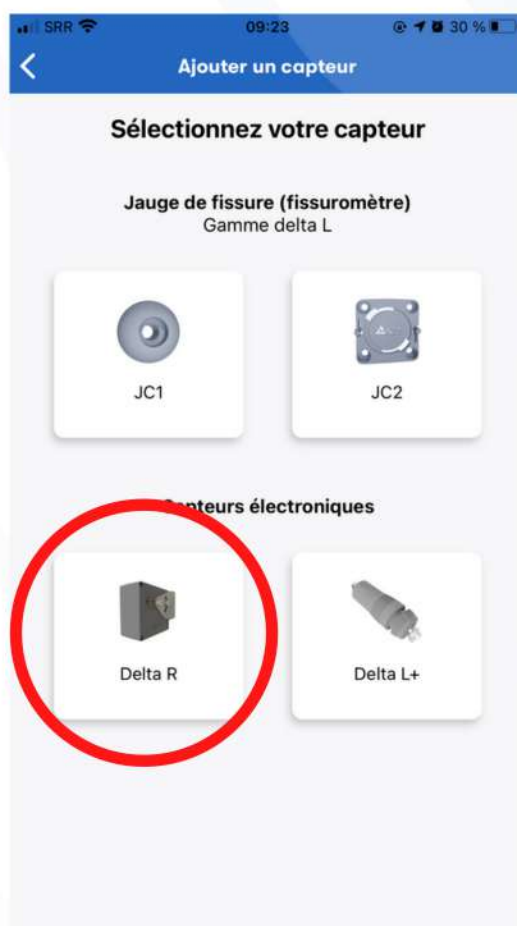 SRR 09:23 30 %
Ajouter un capteur
Sélectionnez votre capteur
Jauge de fissure (fissuromètre)
Gamme delta L
JC1 JC2
Capteurs électroniques
Delta R Delta L+